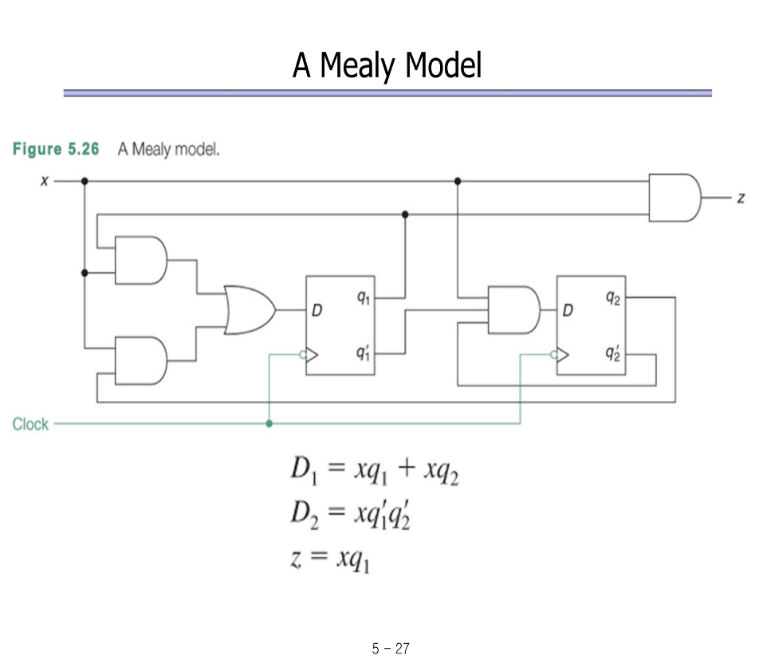 A Mealy Model
Figure 5.26 A Mealy model.
x
z
D q₁
q₁′
D q₂
q₂′
Clock
D₁ = xq₁ + xq₂
D₂ = xq₁′q₂′
z = xq₁
5 – 27